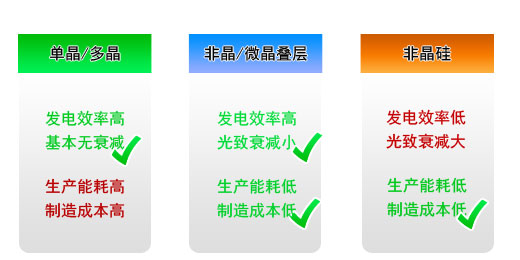 单晶/多晶
发电效率高
基本无衰减
生产能耗高
制造成本高
非晶/微晶叠层
发电效率高
光致衰减小
生产能耗低
制造成本低
非晶硅
发电效率低
光致衰减大
生产能耗低
制造成本低